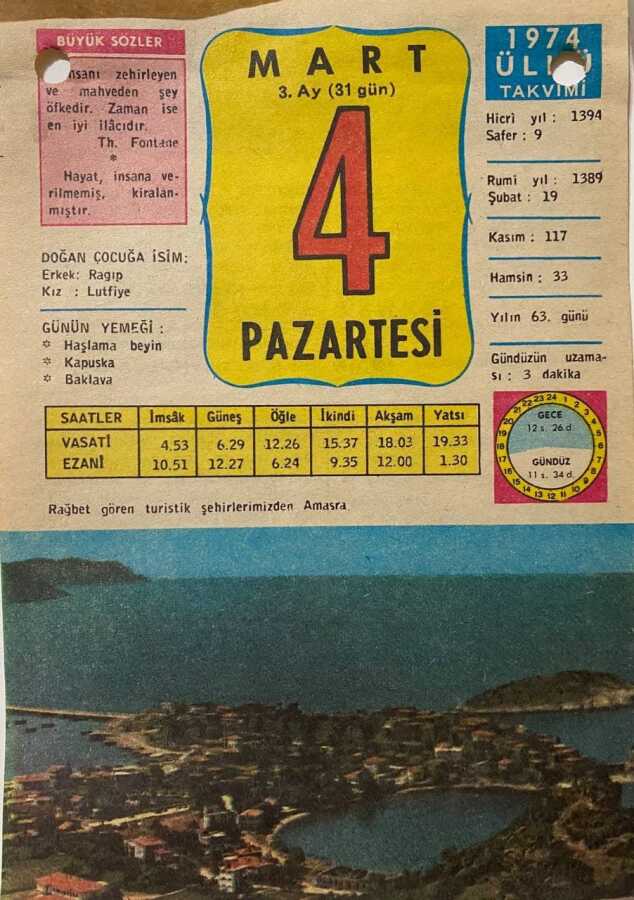 BÜYÜK SÖZLER
nsanı zehirleyen
ve mahveden şey
öfkedir. Zaman ise
en iyi ilâcıdır.
Th. Fontane
*
Hayat, insana ve-
rilmemiş, kiralan-
mıştır.
DOĞAN ÇOCUĞA İSİM:
Erkek: Ragıp
Kız : Lutfiye
GÜNÜN YEMEĞİ :
* Haşlama beyin
* Kapuska
* Baklava
MART
3. Ay (31 gün)
4
PAZARTESİ
1974
TAKVİMİ
Hicrî yıl : 1394
Safer : 9
Rumî yıl : 1389
Şubat : 19
Kasım : 117
Hamsin : 33
Yılın 63. günü
Gündüzün uzama-
sı : 3 dakika
SAATLER İmsâk Güneş Öğle İkindi Akşam Yatsı
VASATİ 4.53 6.29 12.26 15.37 18.03 19.33
EZANİ 10.51 12.27 6.24 9.35 12.00 1.30
GECE
12 s. 26 d.
GÜNDÜZ
11 s. 34 d.
Rağbet gören turistik şehirlerimizden Amasra